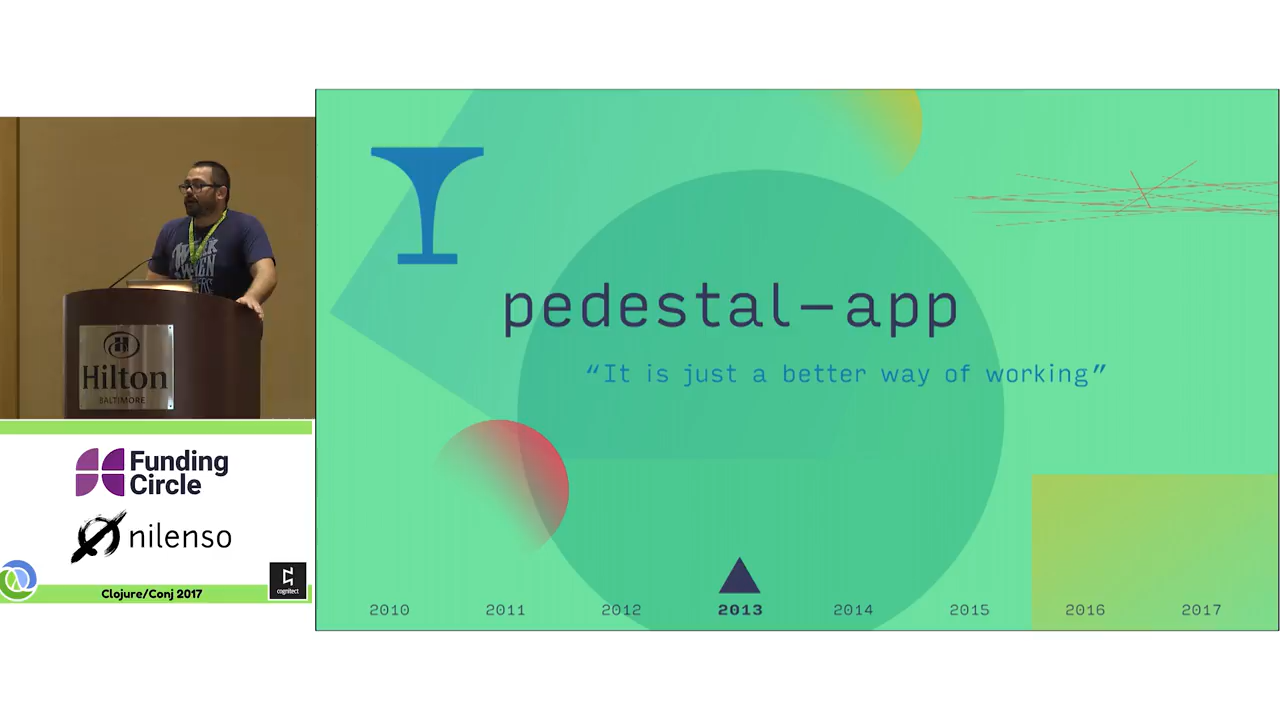 pedestal-app
“It is just a better way of working”
2010 2011 2012 2013 2014 2015 2016 2017
H
Hilton
BALTIMORE
Funding
Circle
nilenso
Clojure/Conj 2017
cognitect